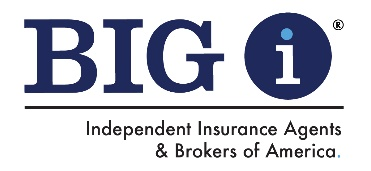 BIG i®
Independent Insurance Agents
& Brokers of America.